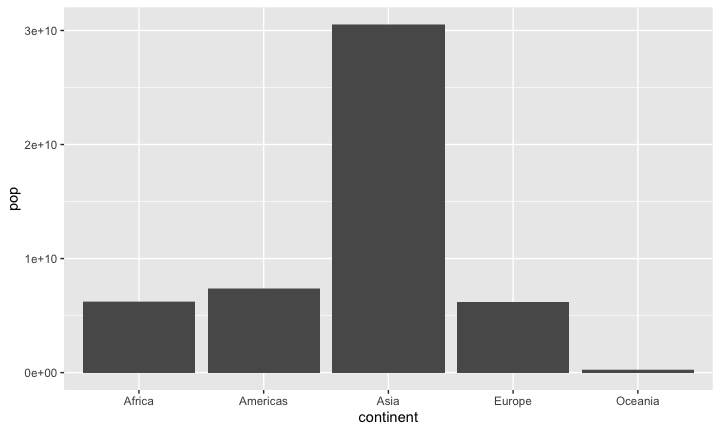 3e+10
2e+10
pop
1e+10
0e+00
Africa Americas Asia Europe Oceania
continent